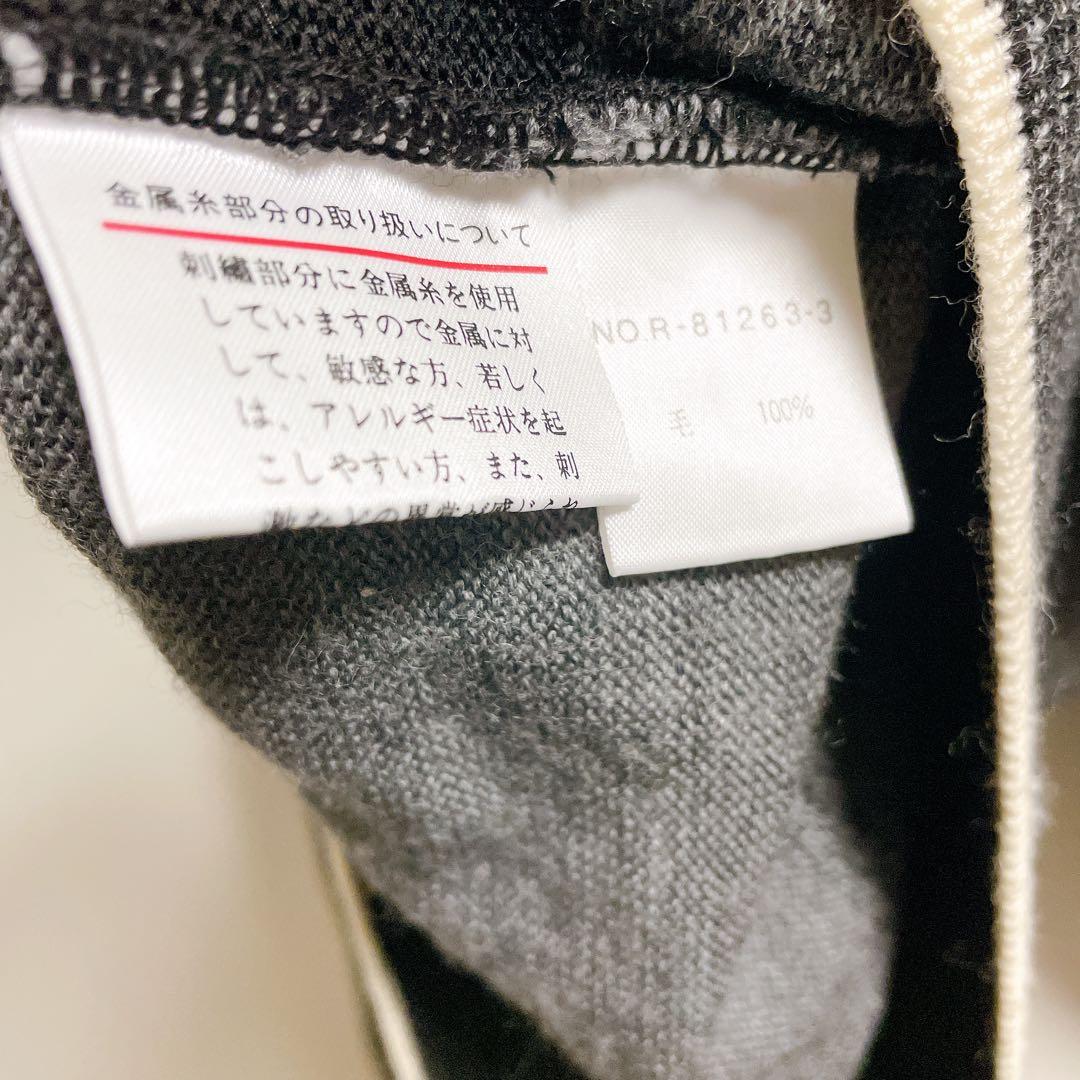 金属糸部分の取り扱いについて
刺繍部分に金属糸を使用
していますので金属に対
して、敏感な方、若しく
は、アレルギー症状を起
こしやすい方、また、刺
NO.R-81263-3
毛 100%